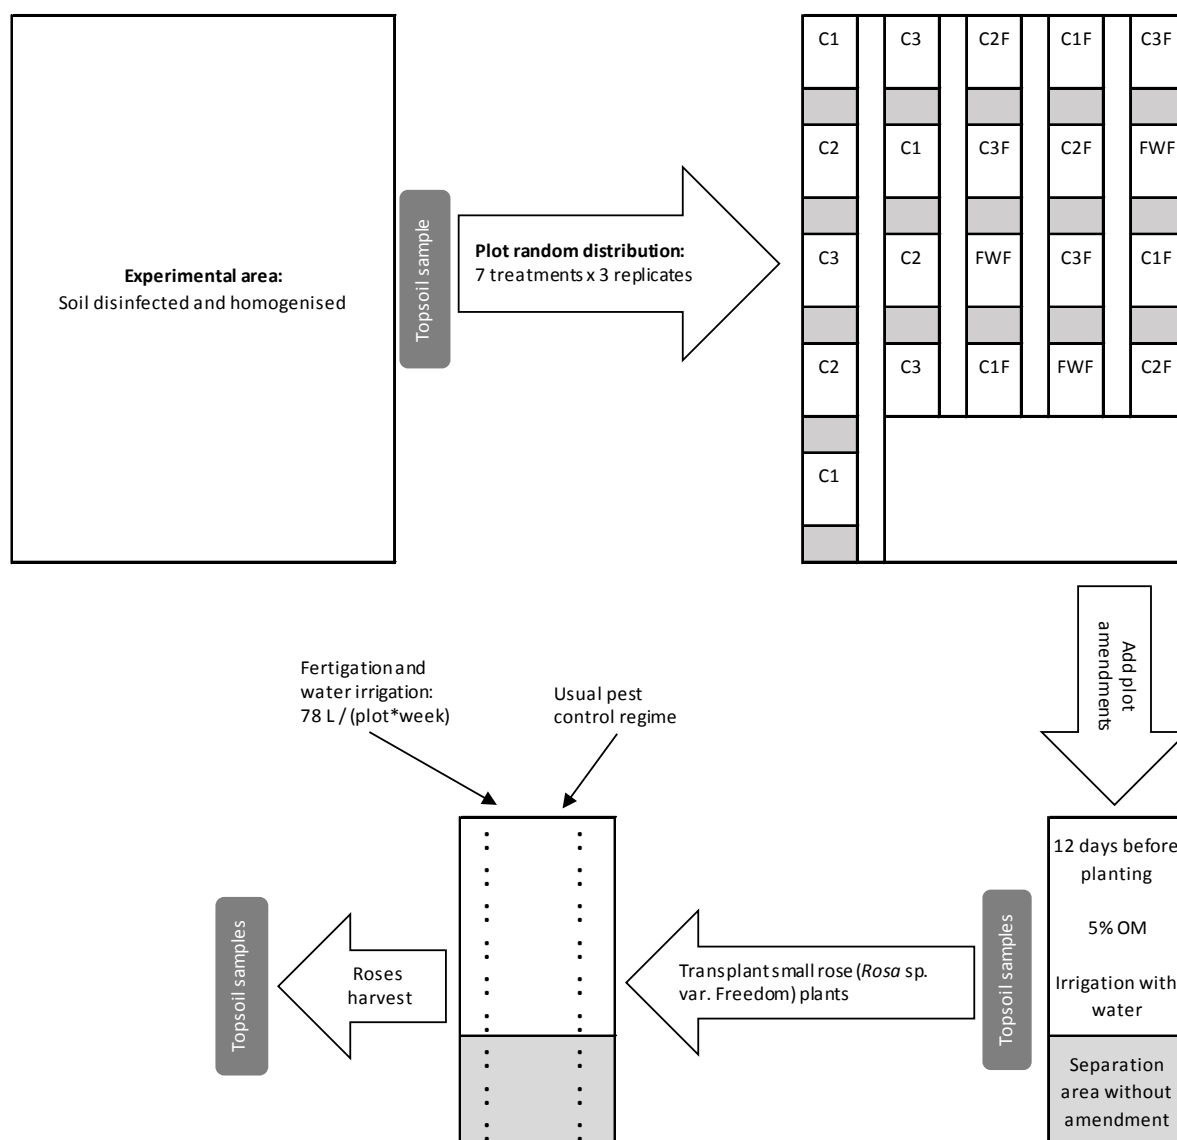 Experimental area:
Soil disinfected and homogenised
Topsoil sample
Plot random distribution:
7 treatments x 3 replicates
C1 C3 C2F C1F C3F
C2 C1 C3F C2F FWF
C3 C2 FWF C3F C1F
C2 C3 C1F FWF C2F
C1
Add plot
amendments
12 days before
planting
5% OM
Irrigation with
water
Separation
area without
amendment
Topsoil samples
Transplant small rose (Rosa sp.
var. Freedom) plants
Fertigation and
water irrigation:
78 L / (plot*week)
Usual pest
control regime
Roses
harvest
Topsoil samples